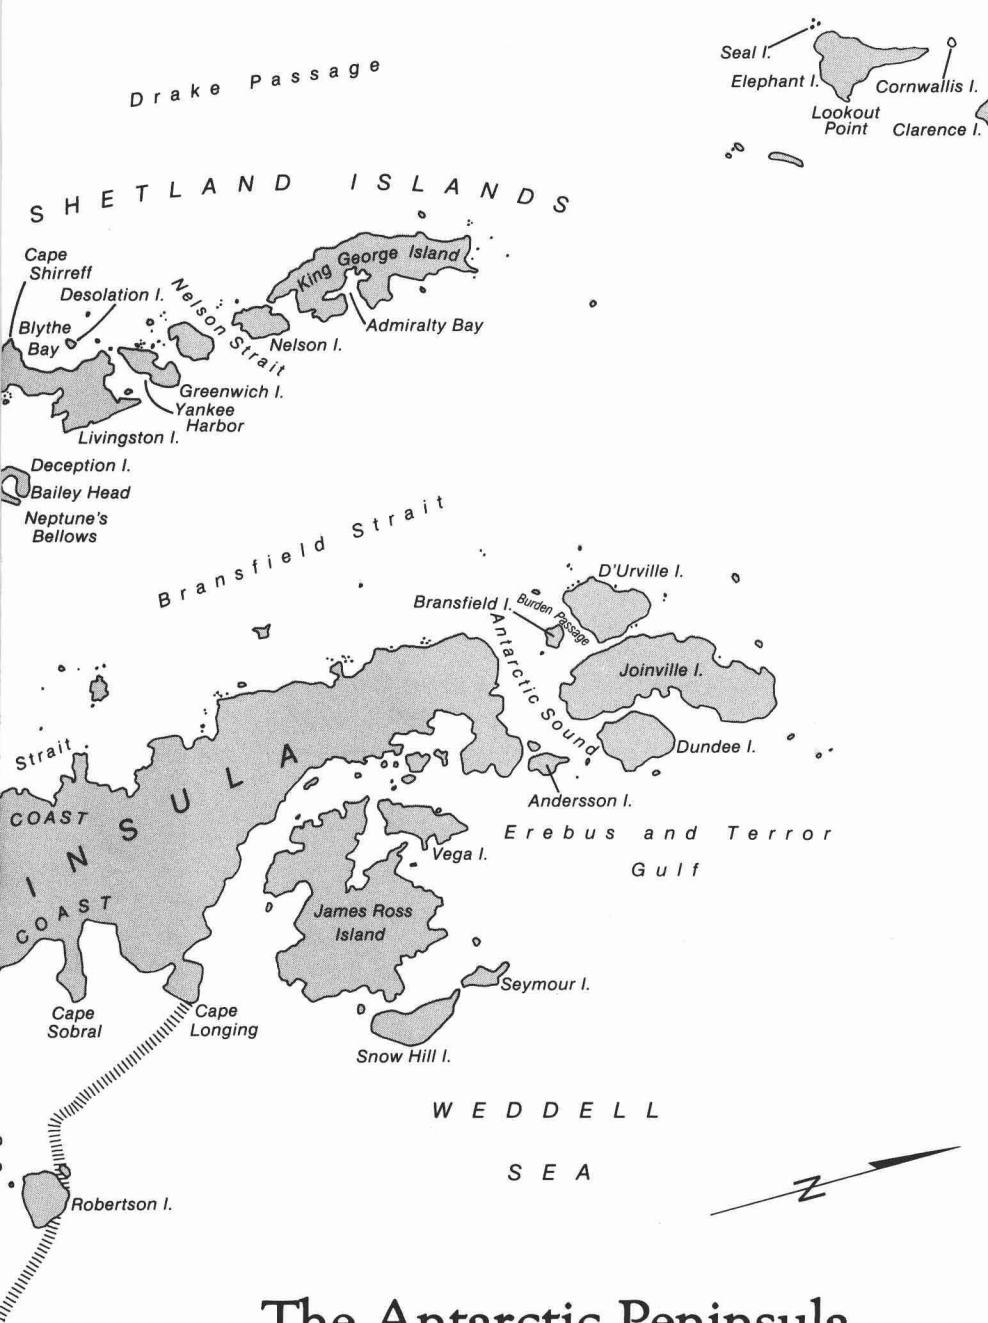 Drake Passage
Seal I.
Elephant I.
Cornwallis I.
Lookout
Point
Clarence I.
SHETLAND ISLANDS
Cape
Shirreff
Desolation I.
Blythe
Bay
Nelson Strait
King George Island
Admiralty Bay
Nelson I.
Greenwich I.
Yankee
Harbor
Livingston I.
Deception I.
Bailey Head
Neptune's
Bellows
Bransfield Strait
D'Urville I.
Bransfield I.
Burden Passage
Antarctic Sound
Joinville I.
Dundee I.
Andersson I.
Strait
COAST
INSULA
COAST
Erebus and Terror
Gulf
Vega I.
James Ross
Island
Seymour I.
Snow Hill I.
Cape
Sobral
Cape
Longing
WEDDELL
SEA
Robertson I.
N
The Antarctic Peninsula